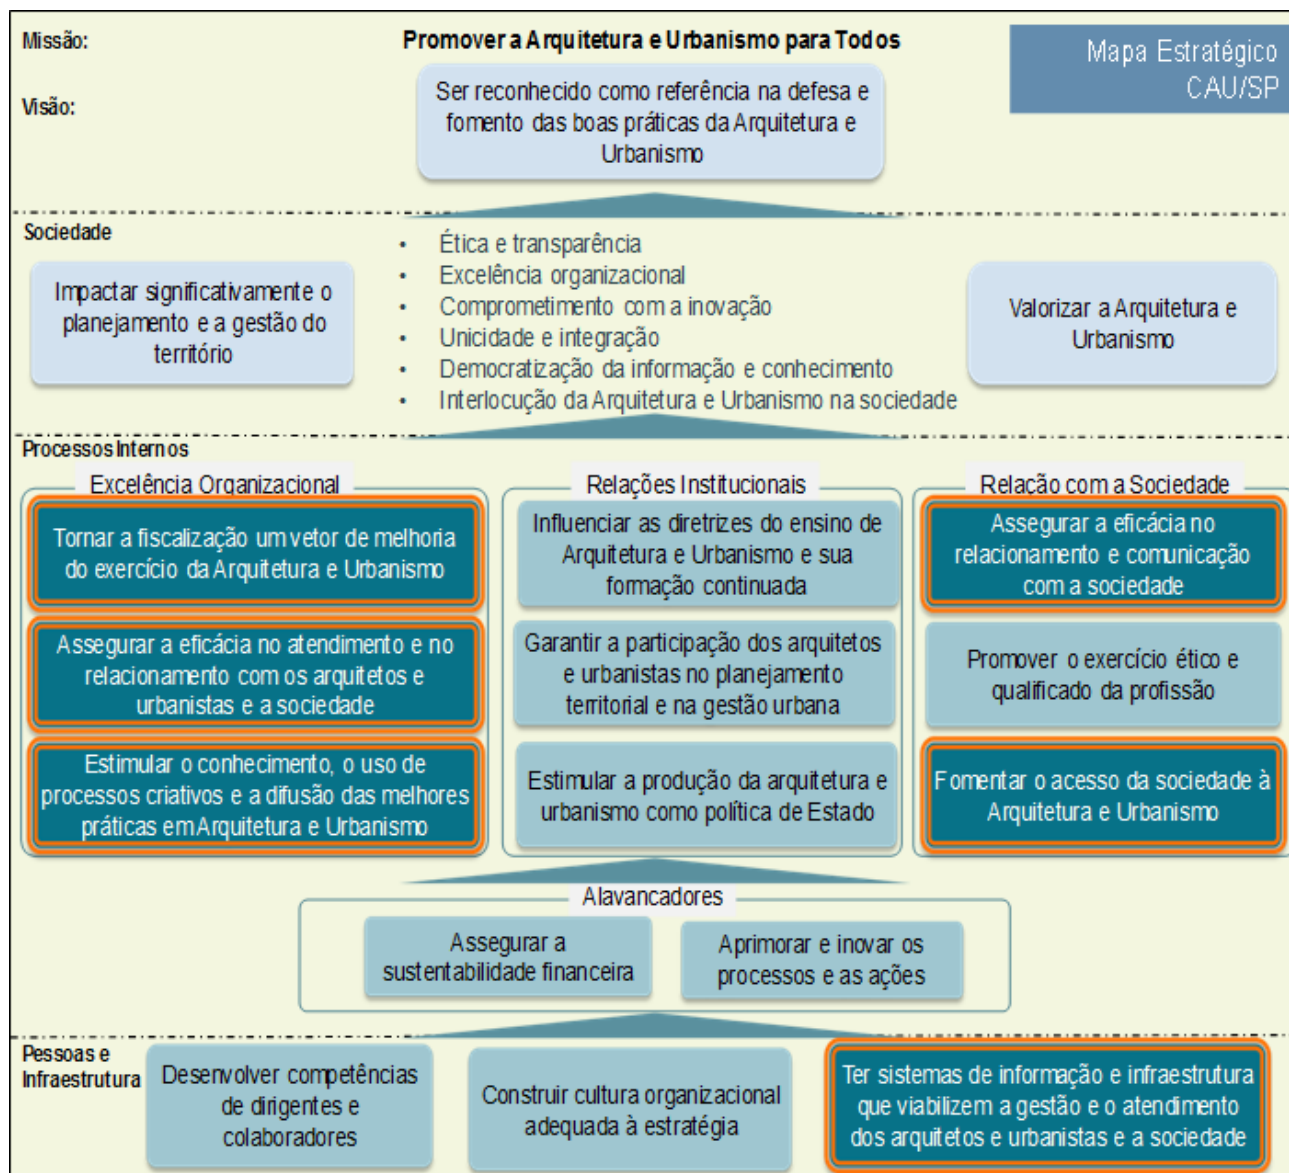 Missão:
Promover a Arquitetura e Urbanismo para Todos
Mapa Estratégico
CAU/SP
Visão:
Ser reconhecido como referência na defesa e
fomento das boas práticas da Arquitetura e
Urbanismo
Sociedade
Impactar significativamente o
planejamento e a gestão do
território
• Ética e transparência
• Excelência organizacional
• Comprometimento com a inovação
• Unicidade e integração
• Democratização da informação e conhecimento
• Interlocução da Arquitetura e Urbanismo na sociedade
Valorizar a Arquitetura e
Urbanismo
Processos Internos
Excelência Organizacional
Tornar a fiscalização um vetor de melhoria
do exercício da Arquitetura e Urbanismo
Assegurar a eficácia no atendimento e no
relacionamento com os arquitetos e
urbanistas e a sociedade
Estimular o conhecimento, o uso de
processos criativos e a difusão das melhores
práticas em Arquitetura e Urbanismo
Relações Institucionais
Influenciar as diretrizes do ensino de
Arquitetura e Urbanismo e sua
formação continuada
Garantir a participação dos arquitetos
e urbanistas no planejamento
territorial e na gestão urbana
Estimular a produção da arquitetura e
urbanismo como política de Estado
Relação com a Sociedade
Assegurar a eficácia no
relacionamento e comunicação
com a sociedade
Promover o exercício ético e
qualificado da profissão
Fomentar o acesso da sociedade à
Arquitetura e Urbanismo
Alavancadores
Assegurar a
sustentabilidade financeira
Aprimorar e inovar os
processos e as ações
Pessoas e
Infraestrutura
Desenvolver competências
de dirigentes e
colaboradores
Construir cultura organizacional
adequada à estratégia
Ter sistemas de informação e infraestrutura
que viabilizem a gestão e o atendimento
dos arquitetos e urbanistas e a sociedade